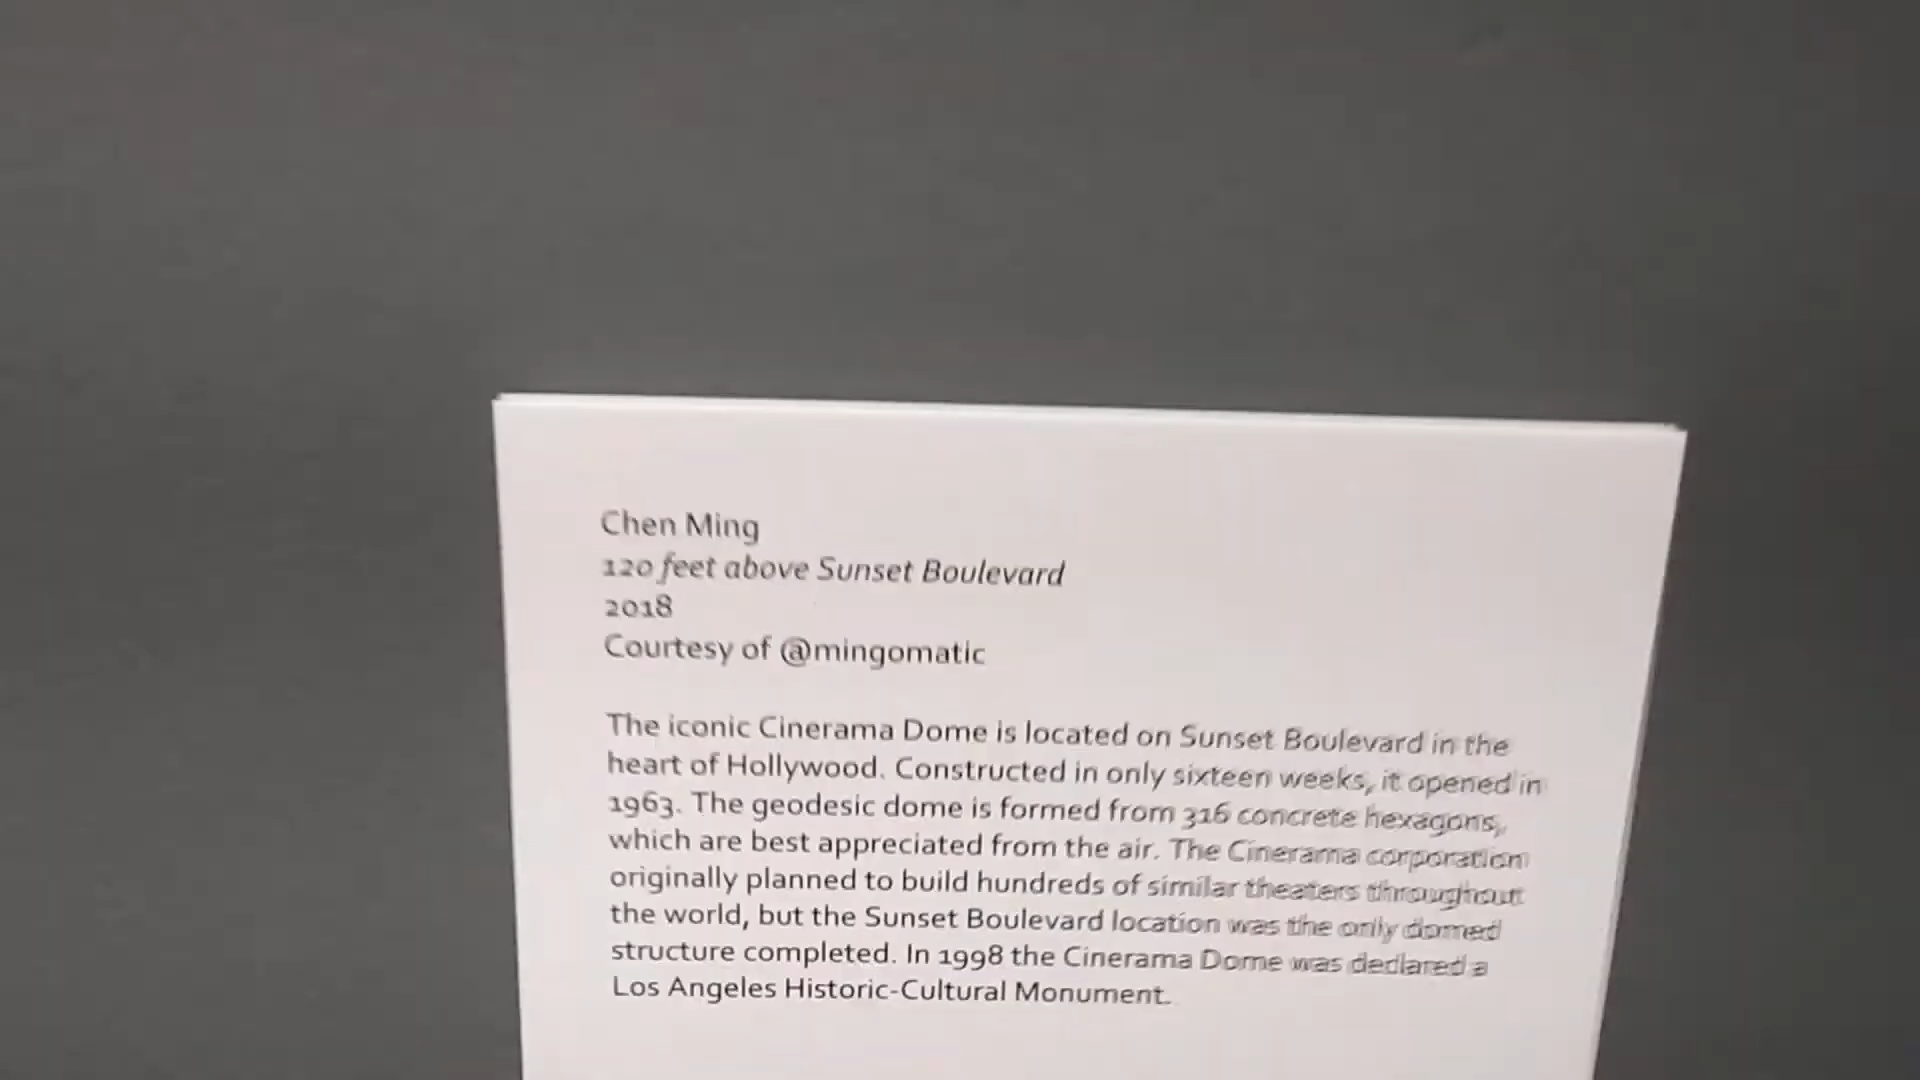 Chen Ming
120 feet above Sunset Boulevard
2018
Courtesy of @mingomatic
The iconic Cinerama Dome is located on Sunset Boulevard in the
heart of Hollywood. Constructed in only sixteen weeks, it opened in
1963. The geodesic dome is formed from 316 concrete hexagons,
which are best appreciated from the air. The Cinerama corporation
originally planned to build hundreds of similar theaters throughout
the world, but the Sunset Boulevard location was the only domed
structure completed. In 1998 the Cinerama Dome was declared a
Los Angeles Historic-Cultural Monument.